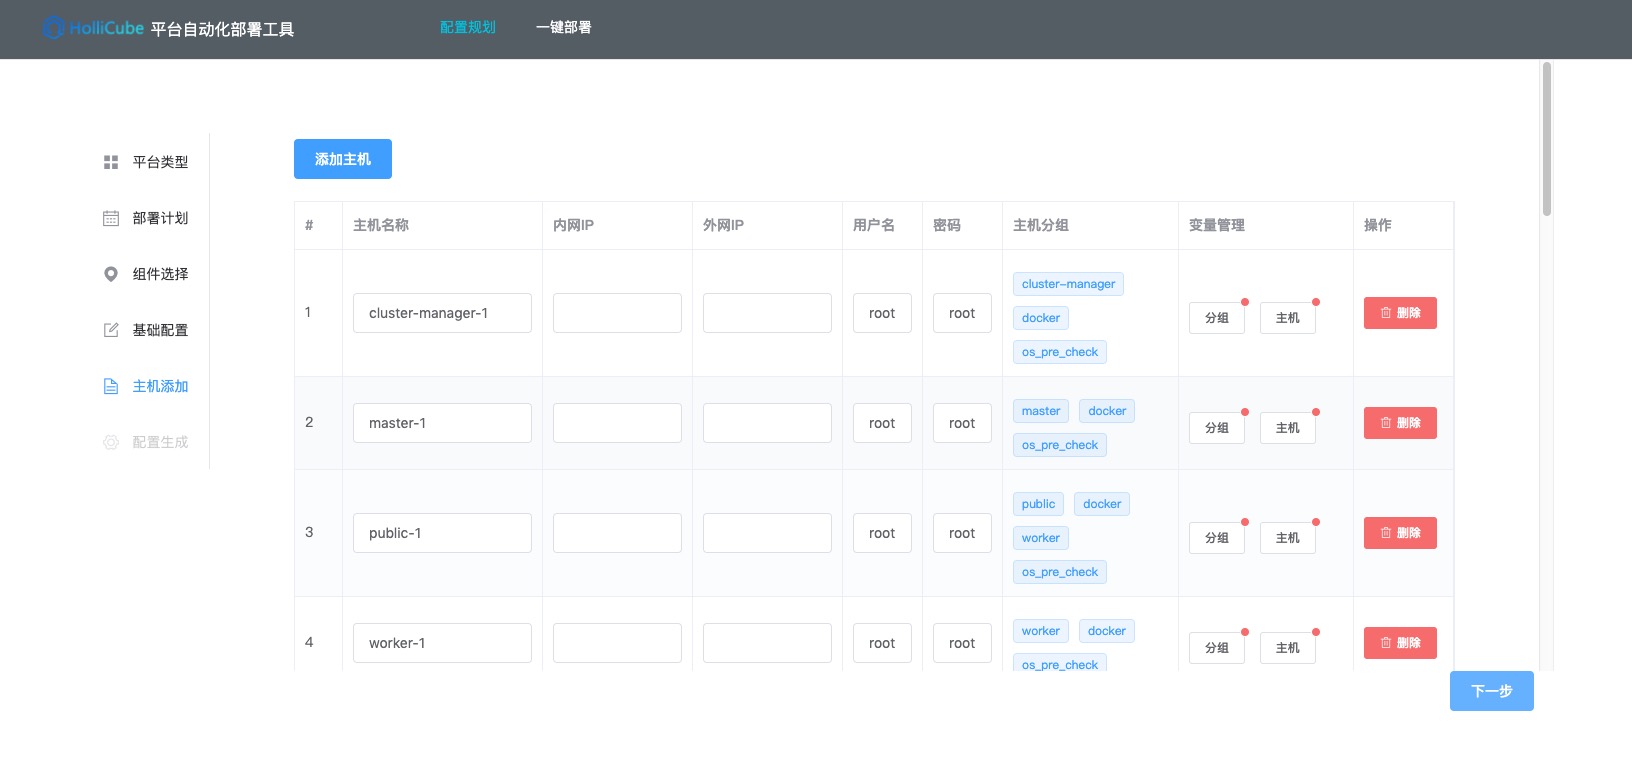 HolliCube 平台自动化部署工具 配置规划 一键部署
平台类型
部署计划
组件选择
基础配置
主机添加
配置生成
添加主机
# 主机名称 内网IP 外网IP 用户名 密码 主机分组 变量管理 操作
1 cluster-manager-1 root root cluster-manager docker os_pre_check 分组 主机 删除
2 master-1 root root master docker os_pre_check 分组 主机 删除
3 public-1 root root public docker worker os_pre_check 分组 主机 删除
4 worker-1 root root worker docker os_pre_check 分组 主机 删除
下一步